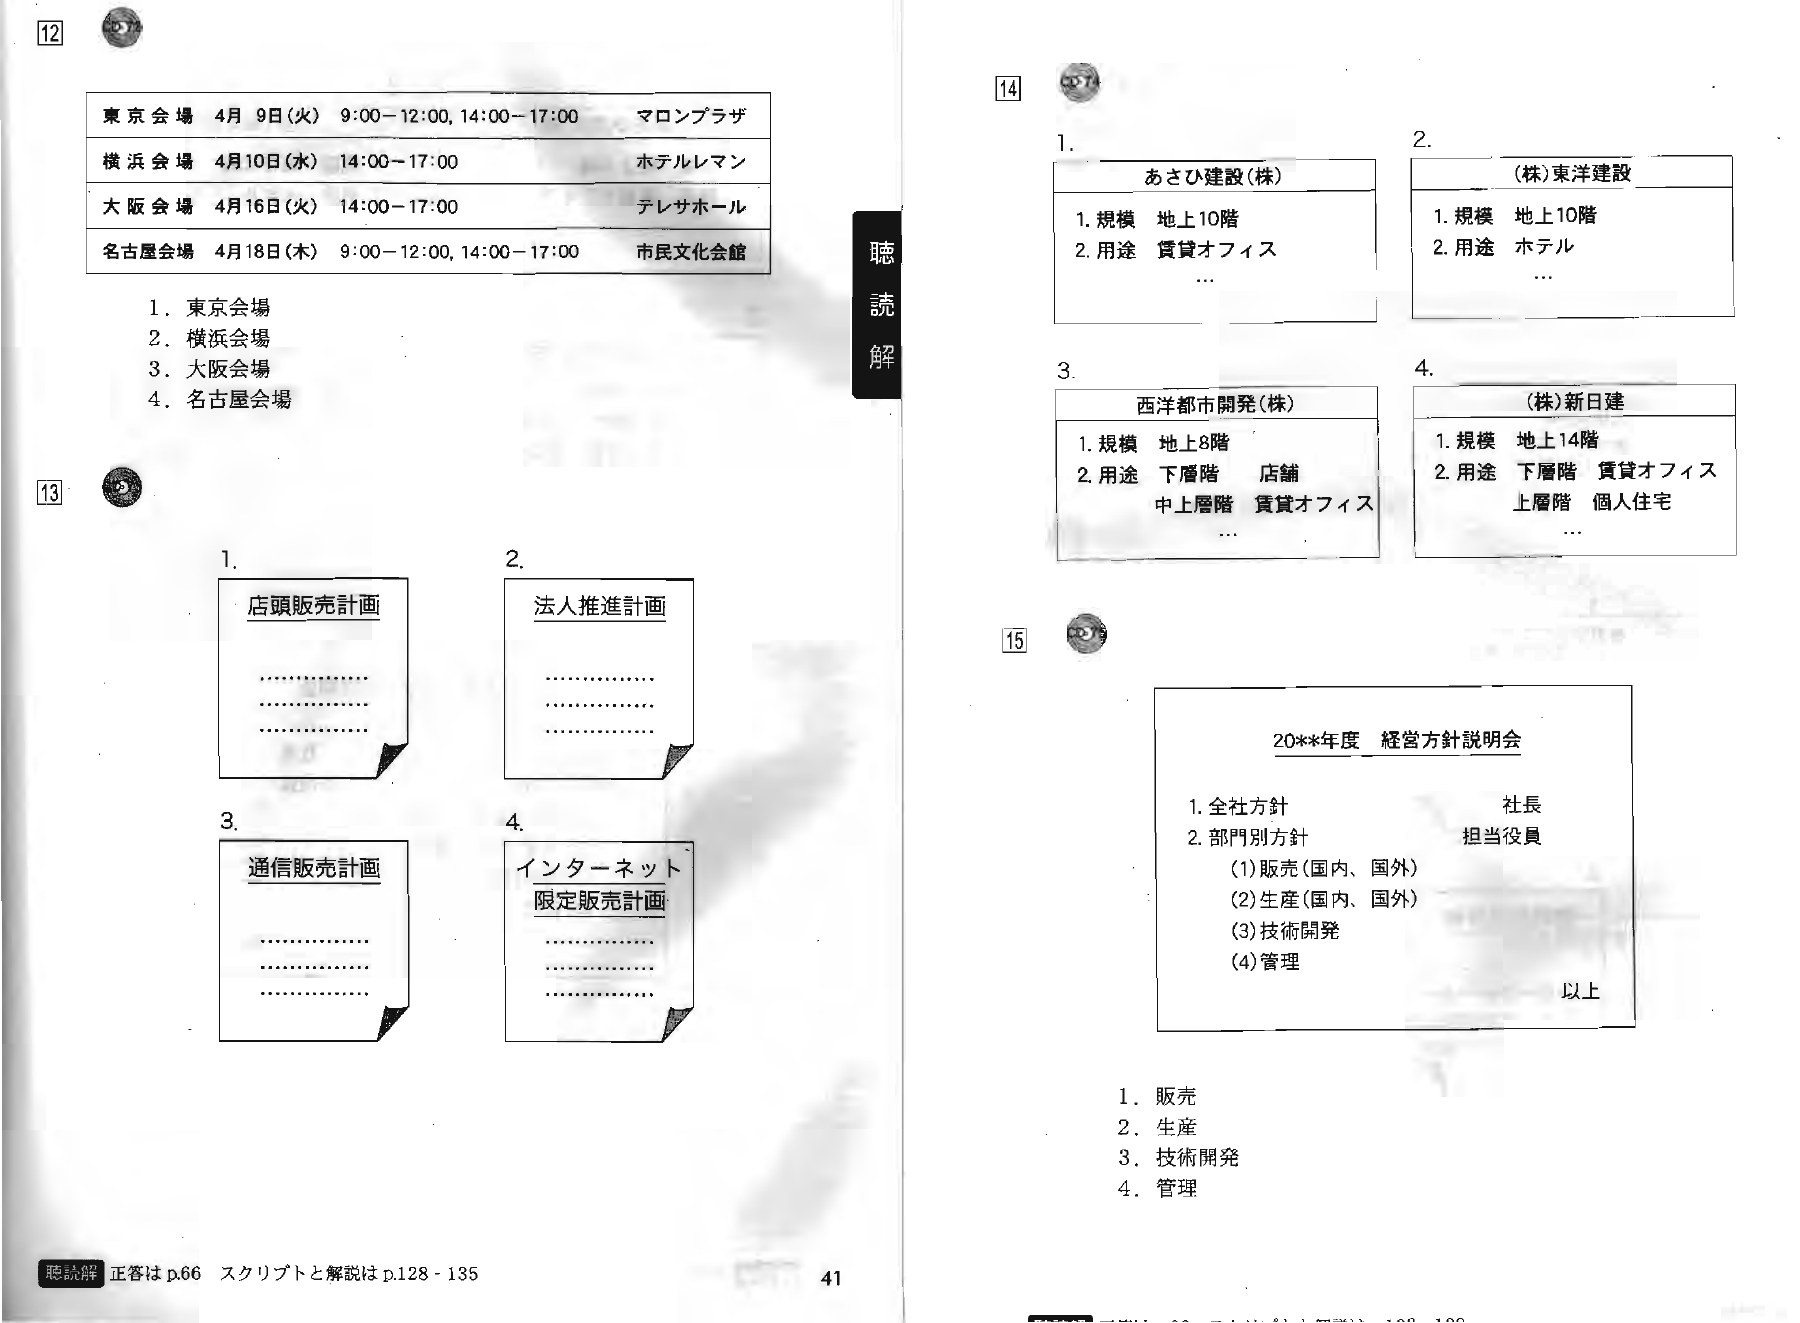 12
東京会場 4月 9日(火) 9:00－12:00, 14:00－17:00 マロンプラザ
横浜会場 4月10日(水) 14:00－17:00 ホテルレマン
大阪会場 4月16日(火) 14:00－17:00 テレサホール
名古屋会場 4月18日(木) 9:00－12:00, 14:00－17:00 市民文化会館
1. 東京会場
2. 横浜会場
3. 大阪会場
4. 名古屋会場
聴読解
13
1.
店頭販売計画
2.
法人推進計画
3.
通信販売計画
4.
インターネット
限定販売計画
聴読解 正答は p.66 スクリプトと解説は p.128 - 135
41
14
CD 74
1.
あさひ建設(株)
1. 規模 地上10階
2. 用途 賃貸オフィス
…
2.
(株)東洋建設
1. 規模 地上10階
2. 用途 ホテル
…
3.
西洋都市開発(株)
1. 規模 地上8階
2. 用途 下層階 店舗
中上層階 賃貸オフィス
…
4.
(株)新日建
1. 規模 地上14階
2. 用途 下層階 賃貸オフィス
上層階 個人住宅
…
15
20**年度 経営方針説明会
1. 全社方針 社長
2. 部門別方針 担当役員
(1)販売(国内、国外)
(2)生産(国内、国外)
(3)技術開発
(4)管理
以上
1. 販売
2. 生産
3. 技術開発
4. 管理